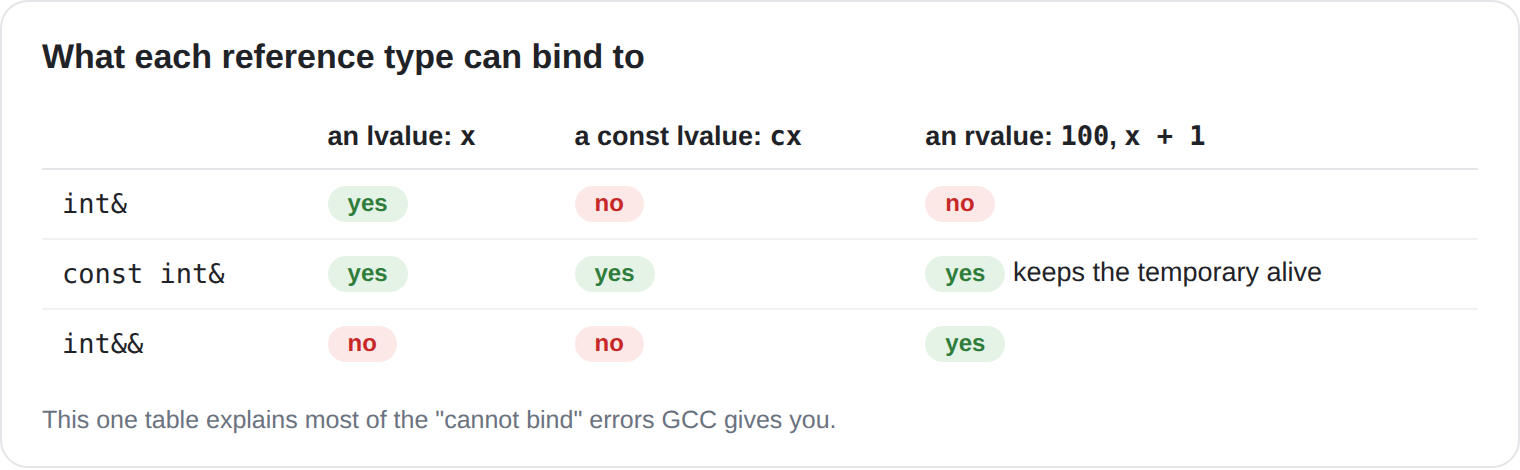 What each reference type can bind to
an lvalue: x a const lvalue: cx an rvalue: 100, x + 1
int& yes no no
const int& yes yes yes keeps the temporary alive
int&& no no yes
This one table explains most of the "cannot bind" errors GCC gives you.